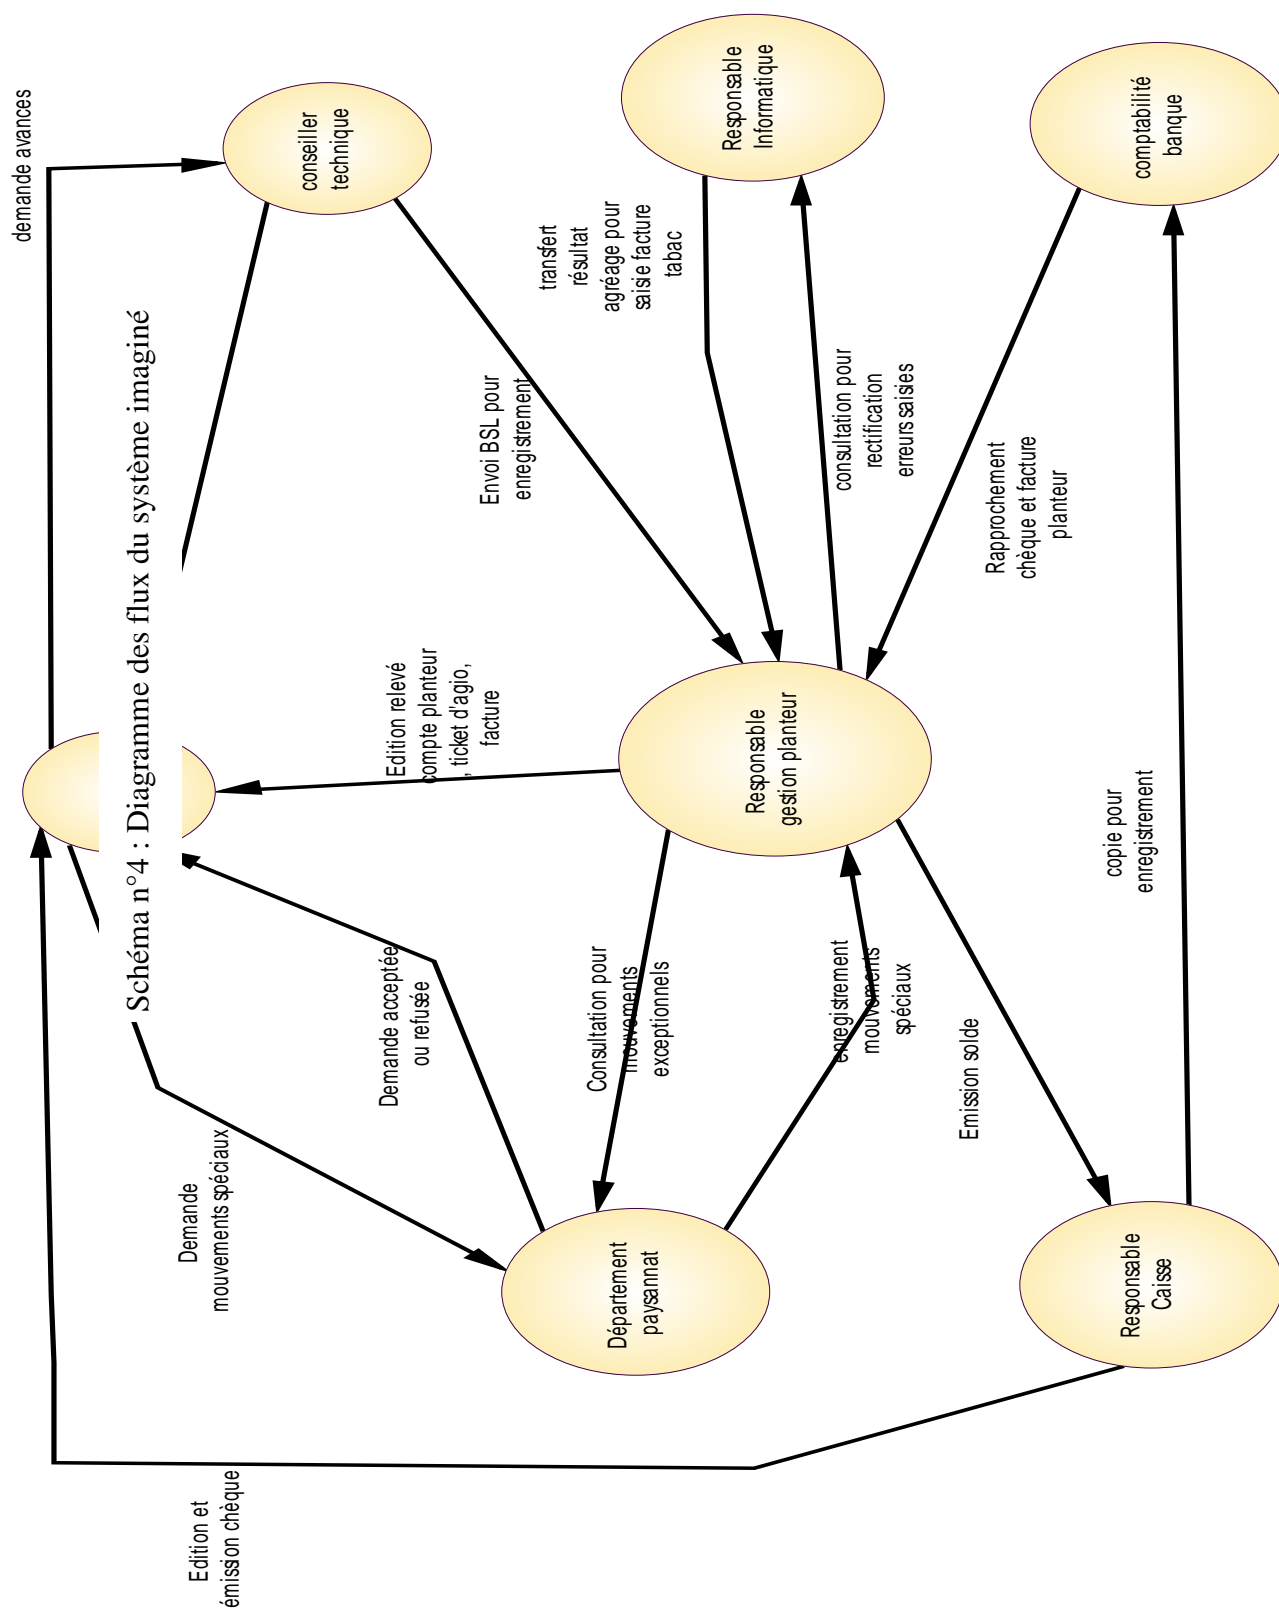 Schéma n°4 : Diagramme des flux du système imaginé
Edition et
émission chèque
Demande
mouvements spéciaux
demande avances
Demande acceptée
ou refusée
Edition relevé
compte planteur
, ticket d'agio,
facture
conseiller
technique
Envoi BSL pour
enregistrement
transfert
résultat
agréage pour
saisie facture
tabac
Responsable
Informatique
Consultation pour
mouvements
exceptionnels
Département
paysannat
Responsable
gestion planteur
enregistrement
mouvements
spéciaux
consultation pour
rectification
erreurs saisies
Emission solde
Rapprochement
chèque et facture
planteur
copie pour
enregistrement
Responsable
Caisse
comptabilité
banque